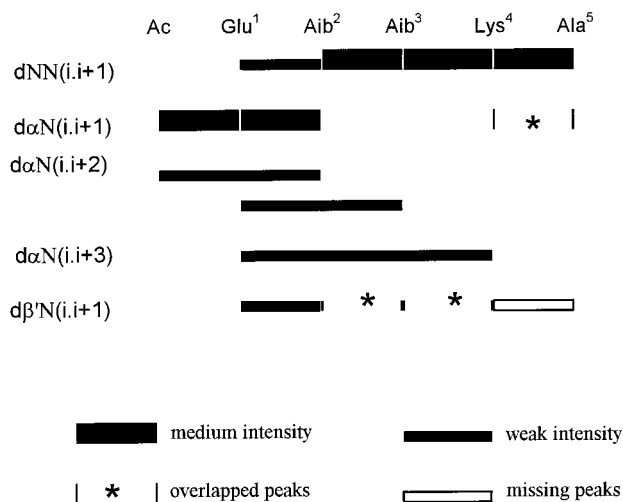 Ac Glu¹ Aib² Aib³ Lys⁴ Ala⁵
dNN(i.i+1)
dαN(i.i+1) *
dαN(i.i+2)
dαN(i.i+3)
dβ'N(i.i+1) * *
medium intensity weak intensity
* overlapped peaks missing peaks